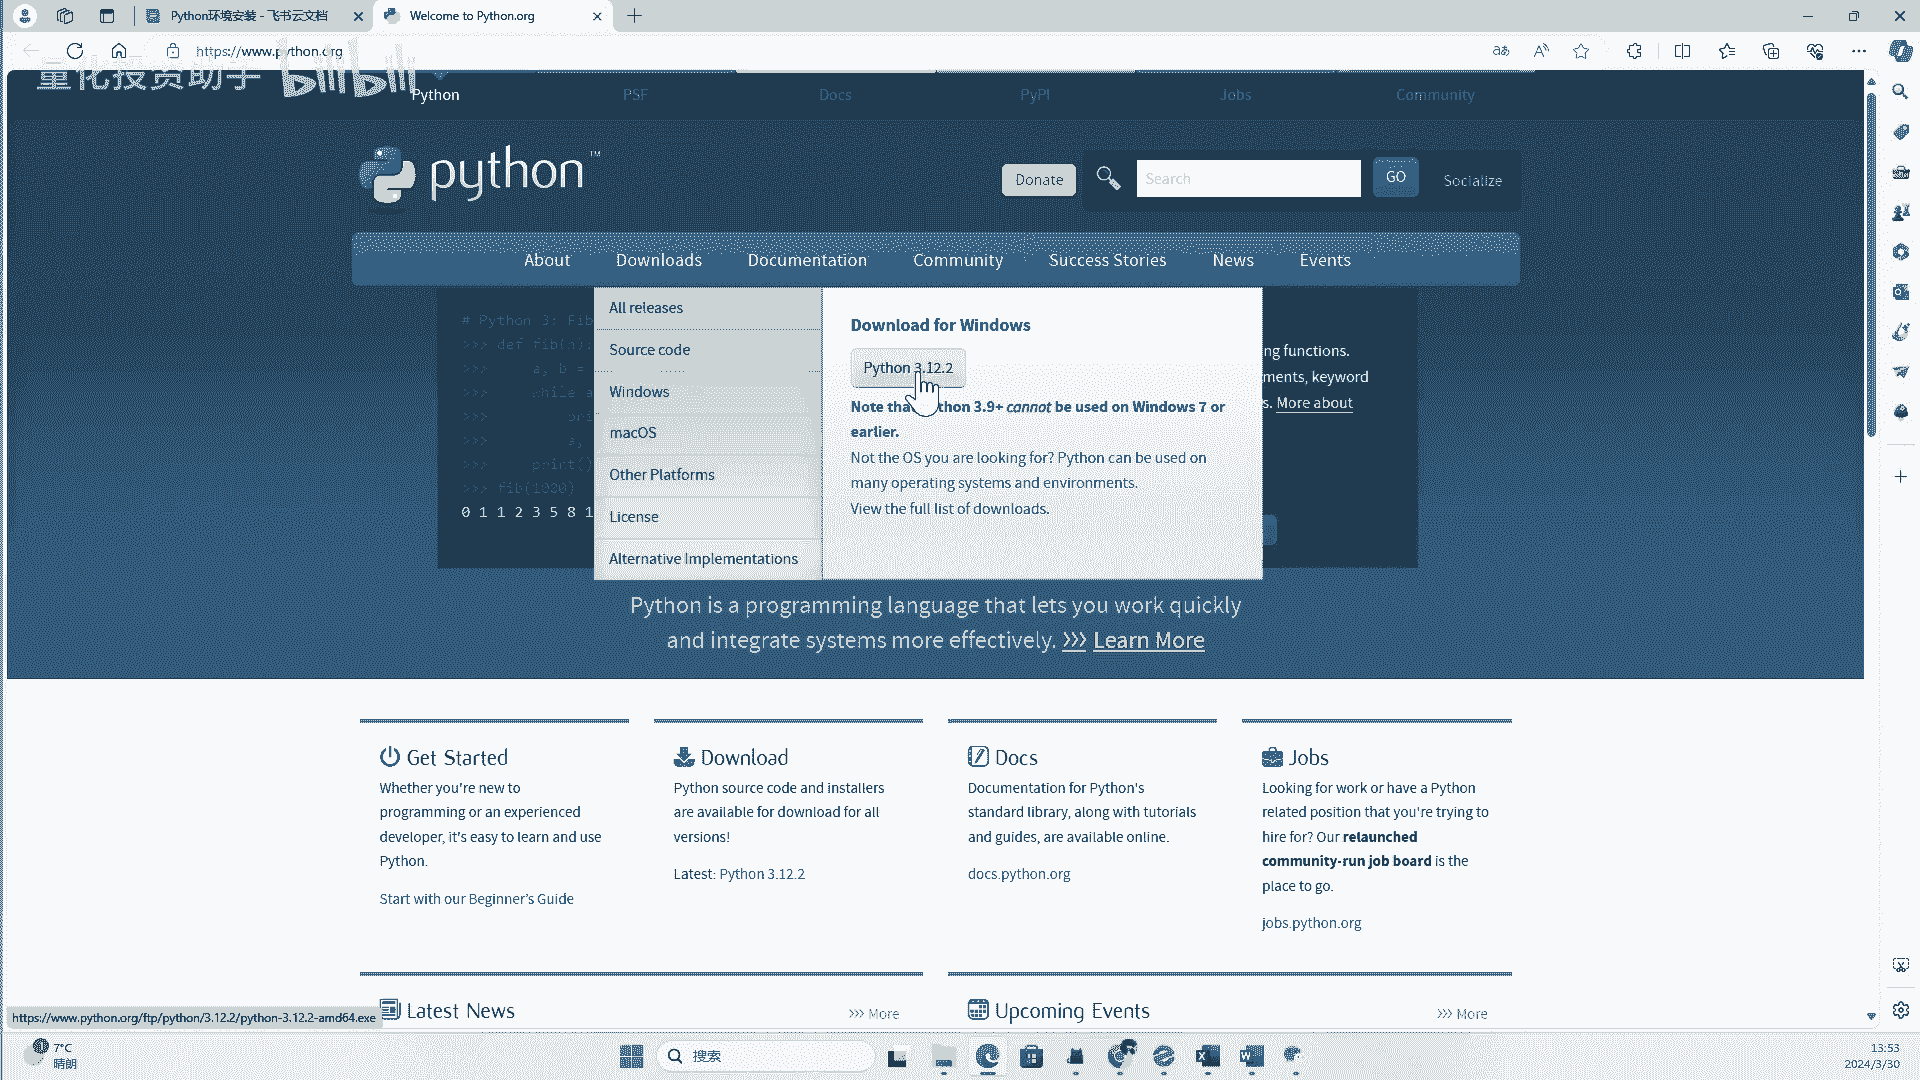 Python环境安装 - 飞书云文档
Welcome to Python.org
https://www.python.org
量化投资助手 bilibili
Python
PSF
Docs
PyPI
Jobs
Community
python™
Donate
Search
GO
Socialize
About
Downloads
Documentation
Community
Success Stories
News
Events
# Python 3: Fib
>>> def fib(n):
>>> a, b =
>>> while a
>>>
>>> a,
>>> print()
>>> fib(1000)
0 1 1 2 3 5 8 1
All releases
Source code
Windows
macOS
Other Platforms
License
Alternative Implementations
Download for Windows
Python 3.12.2
Note tha thon 3.9+ cannot be used on Windows 7 or
earlier.
Not the OS you are looking for? Python can be used on
many operating systems and environments.
View the full list of downloads.
ng functions.
ments, keyword
s. More about
Python is a programming language that lets you work quickly
and integrate systems more effectively. >>> Learn More
Get Started
Whether you're new to
programming or an experienced
developer, it's easy to learn and use
Python.
Start with our Beginner's Guide
Download
Python source code and installers
are available for download for all
versions!
Latest: Python 3.12.2
Docs
Documentation for Python's
standard library, along with tutorials
and guides, are available online.
docs.python.org
Jobs
Looking for work or have a Python
related position that you're trying to
hire for? Our relaunched
community-run job board is the
place to go.
jobs.python.org
Latest News
>>> More
Upcoming Events
>>> More
https://www.python.org/ftp/python/3.12.2/python-3.12.2-amd64.exe
7°C
晴朗
搜索
13:53
2024/3/30